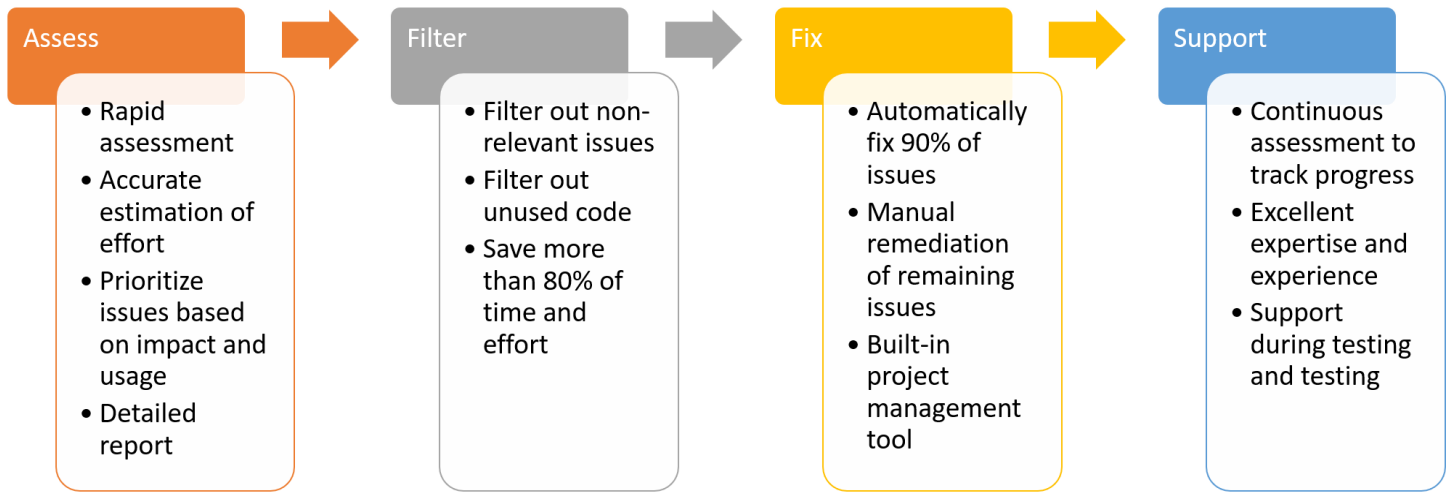 Assess
• Rapid
assessment
• Accurate
estimation of
effort
• Prioritize
issues based
on impact and
usage
• Detailed
report
Filter
• Filter out non-
relevant issues
• Filter out
unused code
• Save more
than 80% of
time and
effort
Fix
• Automatically
fix 90% of
issues
• Manual
remediation
of remaining
issues
• Built-in
project
management
tool
Support
• Continuous
assessment to
track progress
• Excellent
expertise and
experience
• Support
during testing
and testing